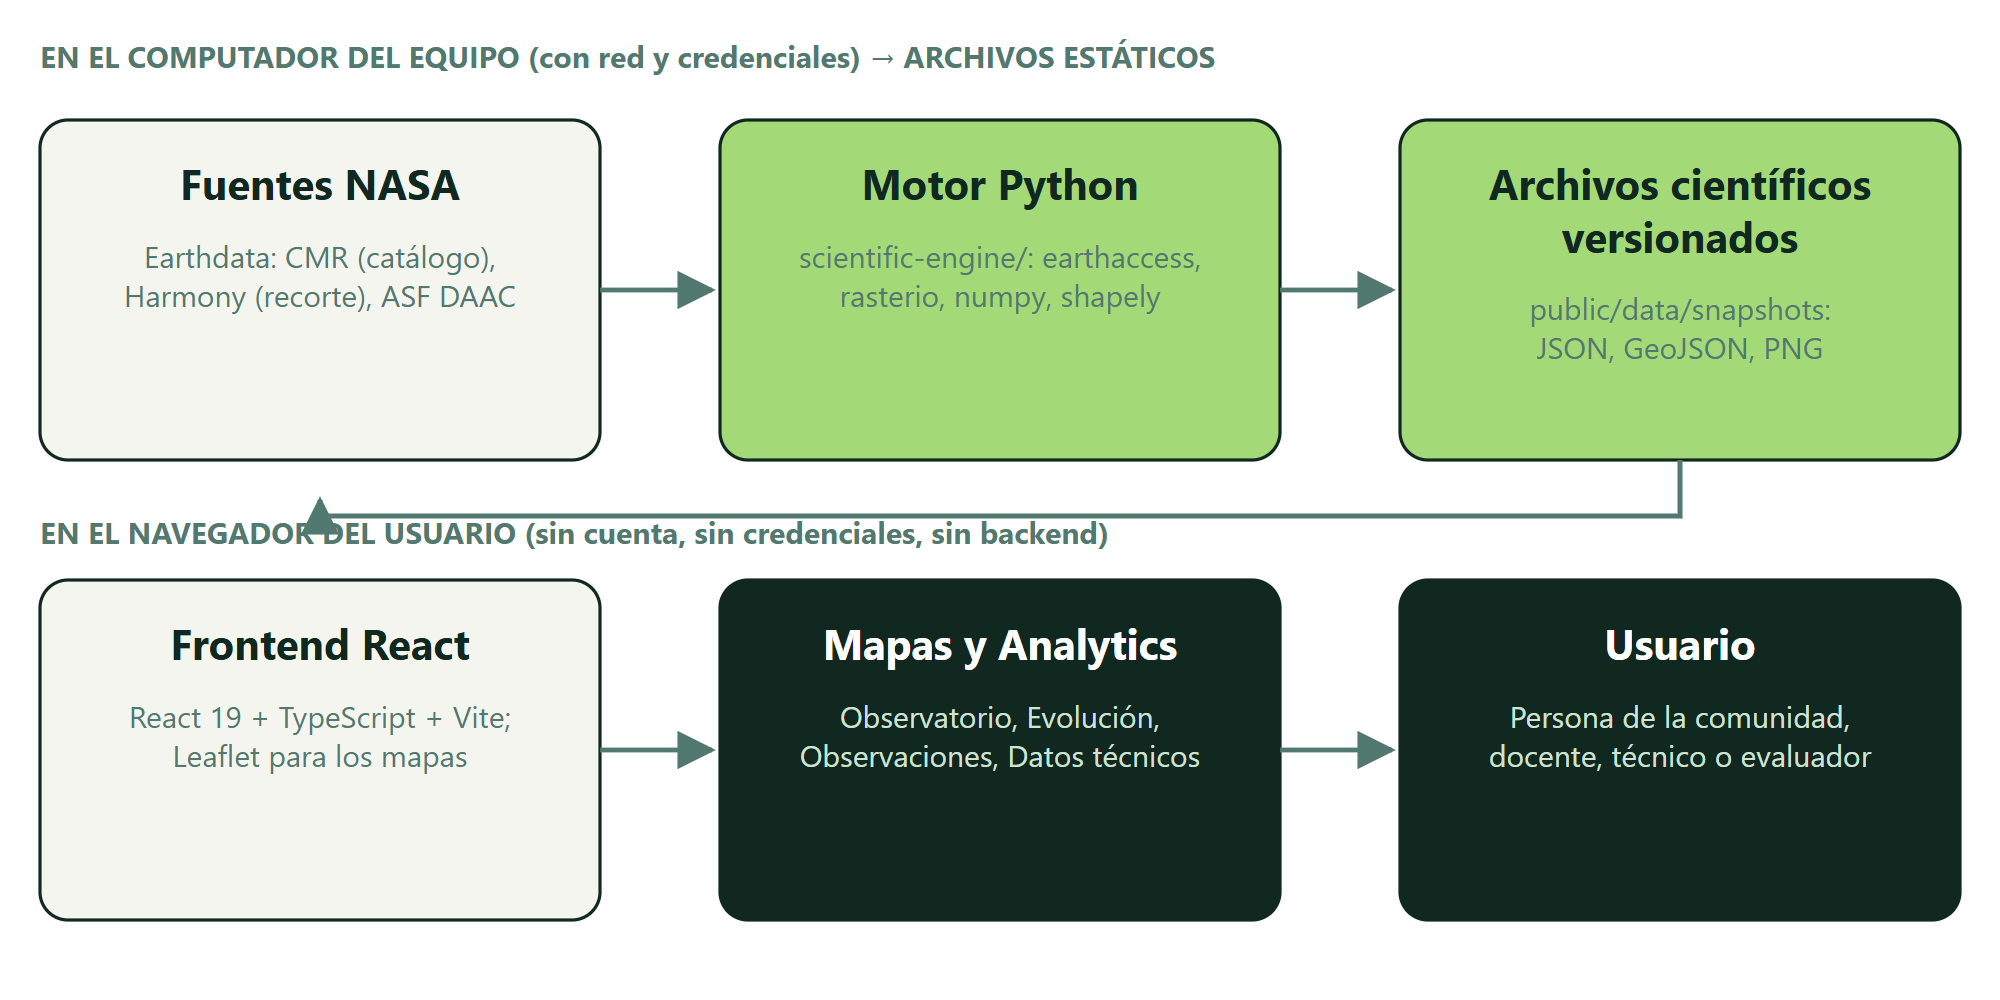 EN EL COMPUTADOR DEL EQUIPO (con red y credenciales) → ARCHIVOS ESTÁTICOS
Fuentes NASA
Earthdata: CMR (catálogo),
Harmony (recorte), ASF DAAC
Motor Python
scientific-engine/: earthaccess,
rasterio, numpy, shapely
Archivos científicos
versionados
public/data/snapshots:
JSON, GeoJSON, PNG
EN EL NAVEGADOR DEL USUARIO (sin cuenta, sin credenciales, sin backend)
Frontend React
React 19 + TypeScript + Vite;
Leaflet para los mapas
Mapas y Analytics
Observatorio, Evolución,
Observaciones, Datos técnicos
Usuario
Persona de la comunidad,
docente, técnico o evaluador